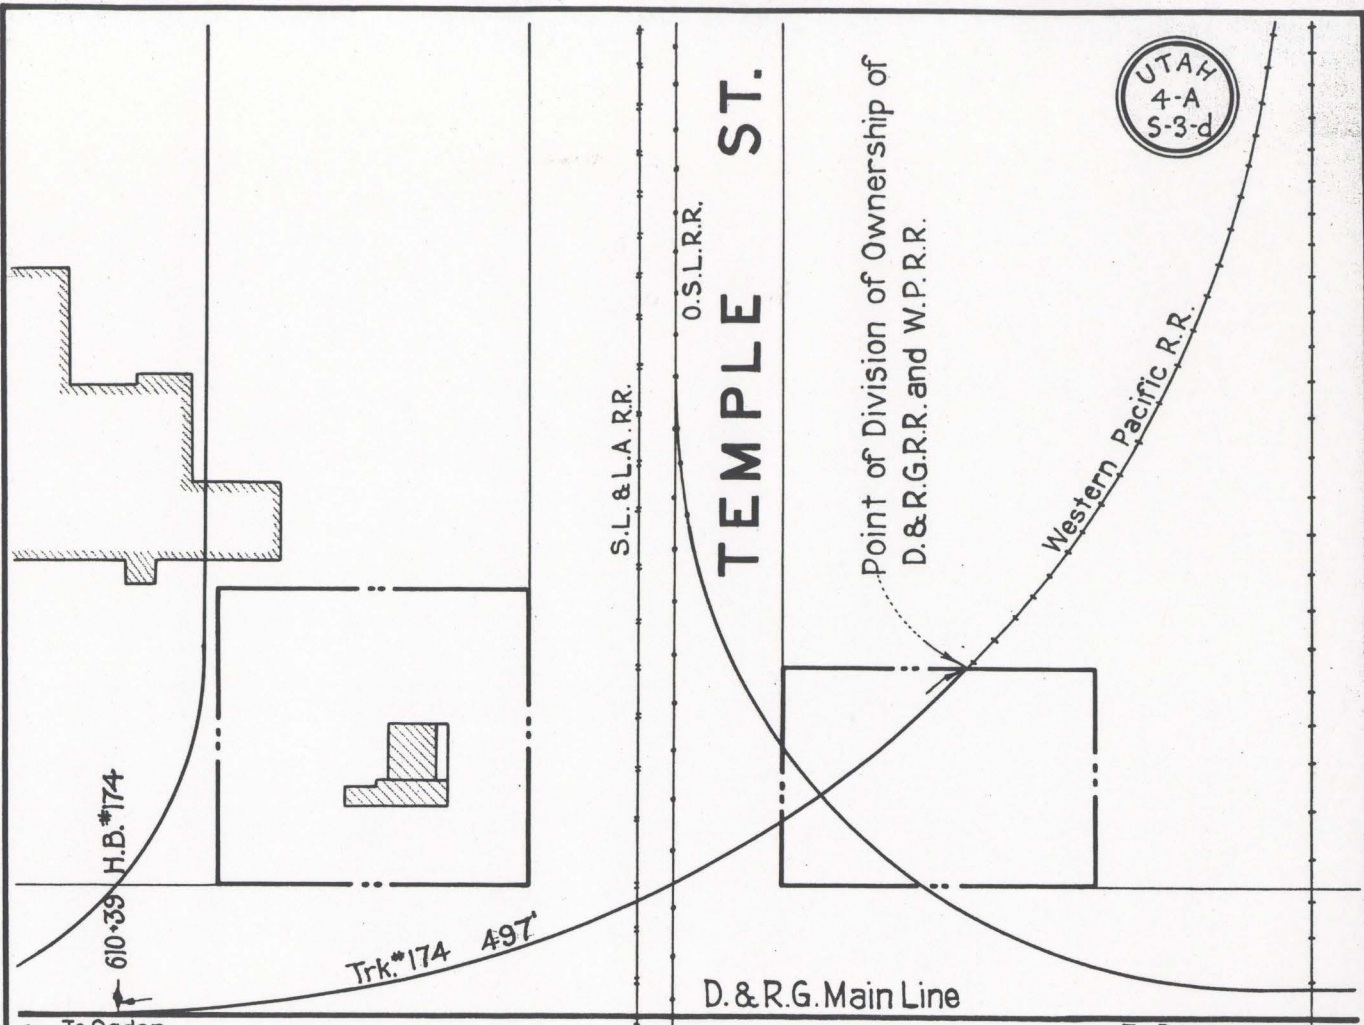 UTAH
4-A
S-3-d
TEMPLE ST.
O.S.L.R.R.
S.L. & L.A. R.R.
Point of Division of Ownership of
D. & R.G.R.R. and W.P.R.R.
Western Pacific R.R.
610+39 H.B.#174
Trk.#174 497'
D. & R.G. Main Line
To Ogden